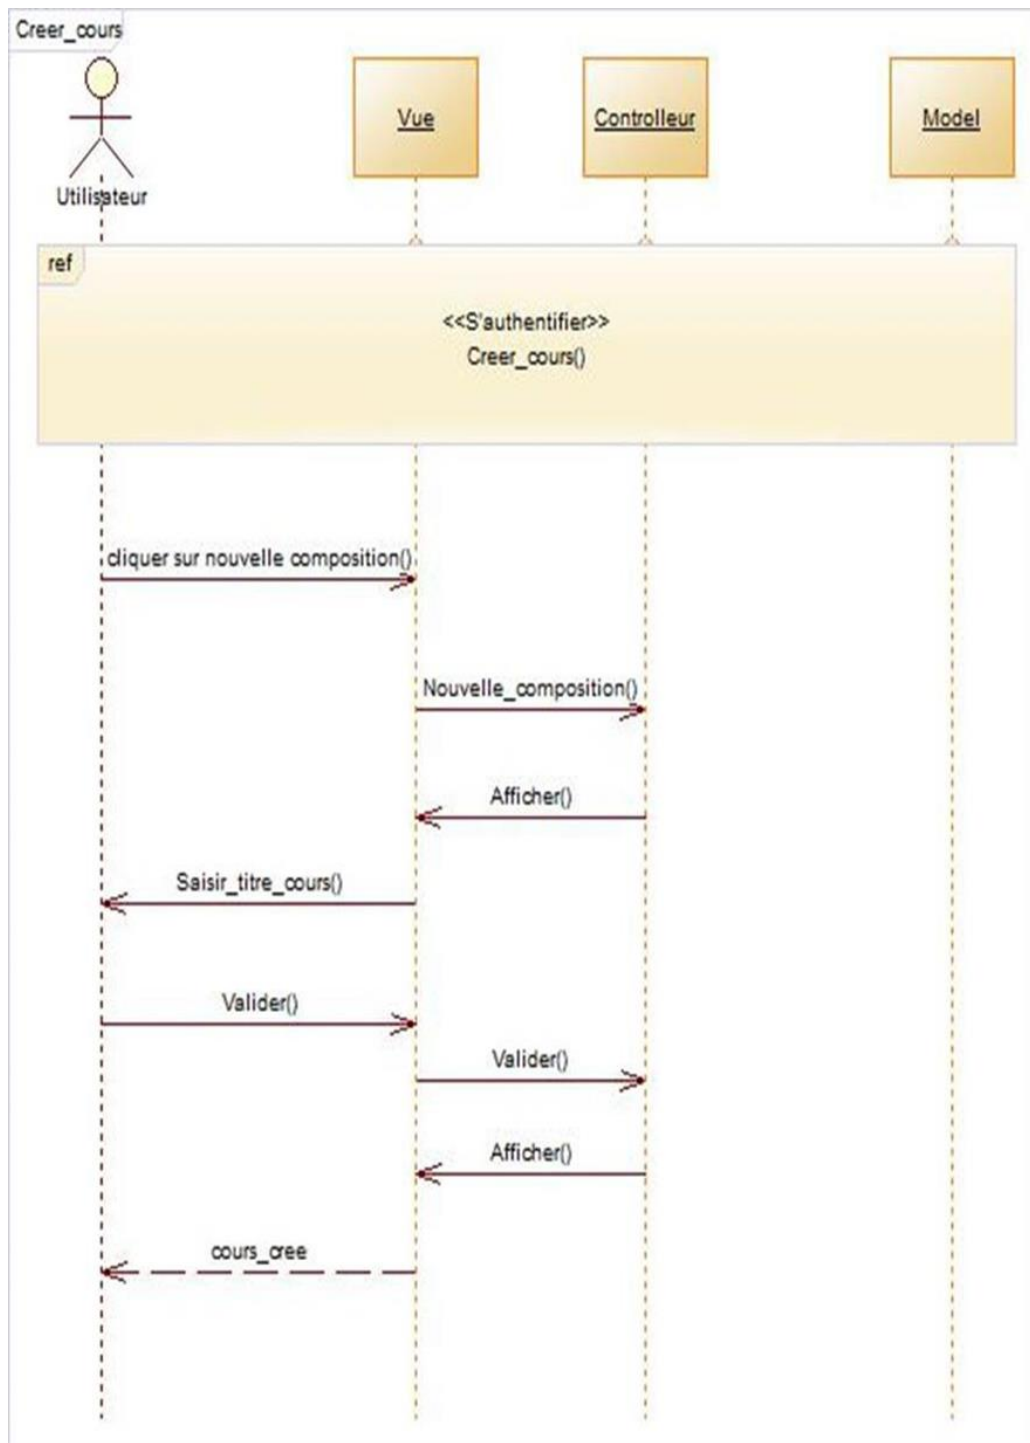 Creer_cours
Utilisateur
Vue
Controlleur
Model
ref
<<S'authentifier>>
Creer_cours()
cliquer sur nouvelle composition()
Nouvelle_composition()
Afficher()
Saisir_titre_cours()
Valider()
Valider()
Afficher()
cours_cree